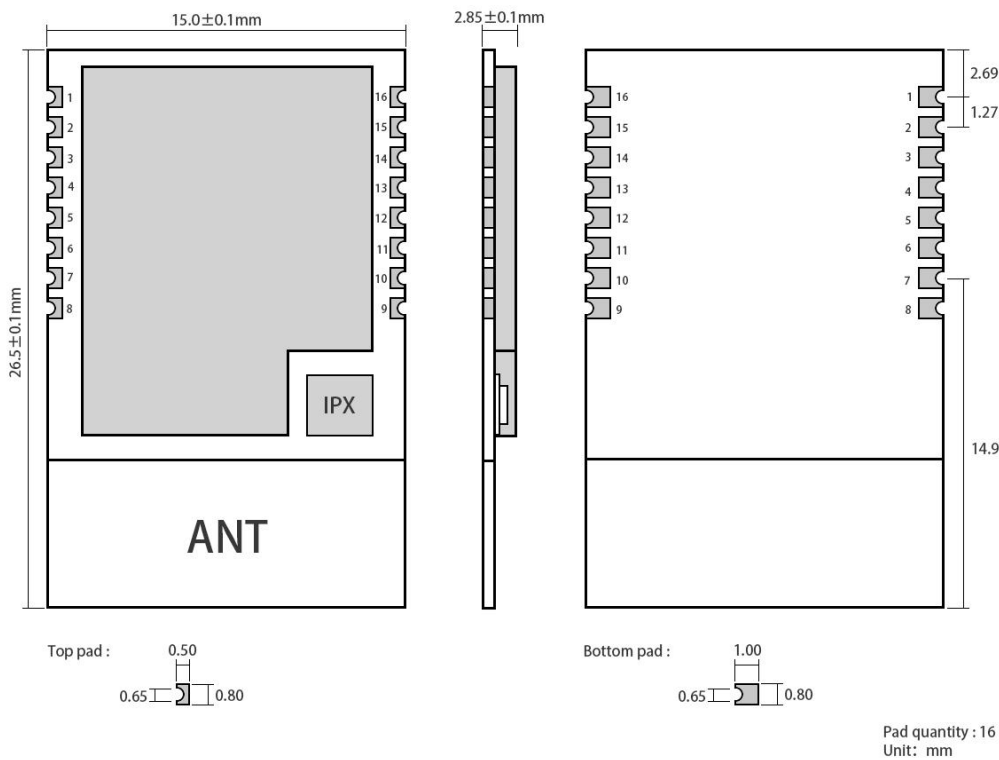 15.0±0.1mm
2.85±0.1mm
2.69
1.27
1 16 16 1
2 15 15 2
3 14 14 3
4 13 13 4
5 12 12 5
6 11 11 6
7 10 10 7
8 9 9 8
26.5±0.1mm
IPX
14.9
ANT
Top pad : 0.50
0.65 0.80
Bottom pad : 1.00
0.65 0.80
Pad quantity : 16
Unit: mm